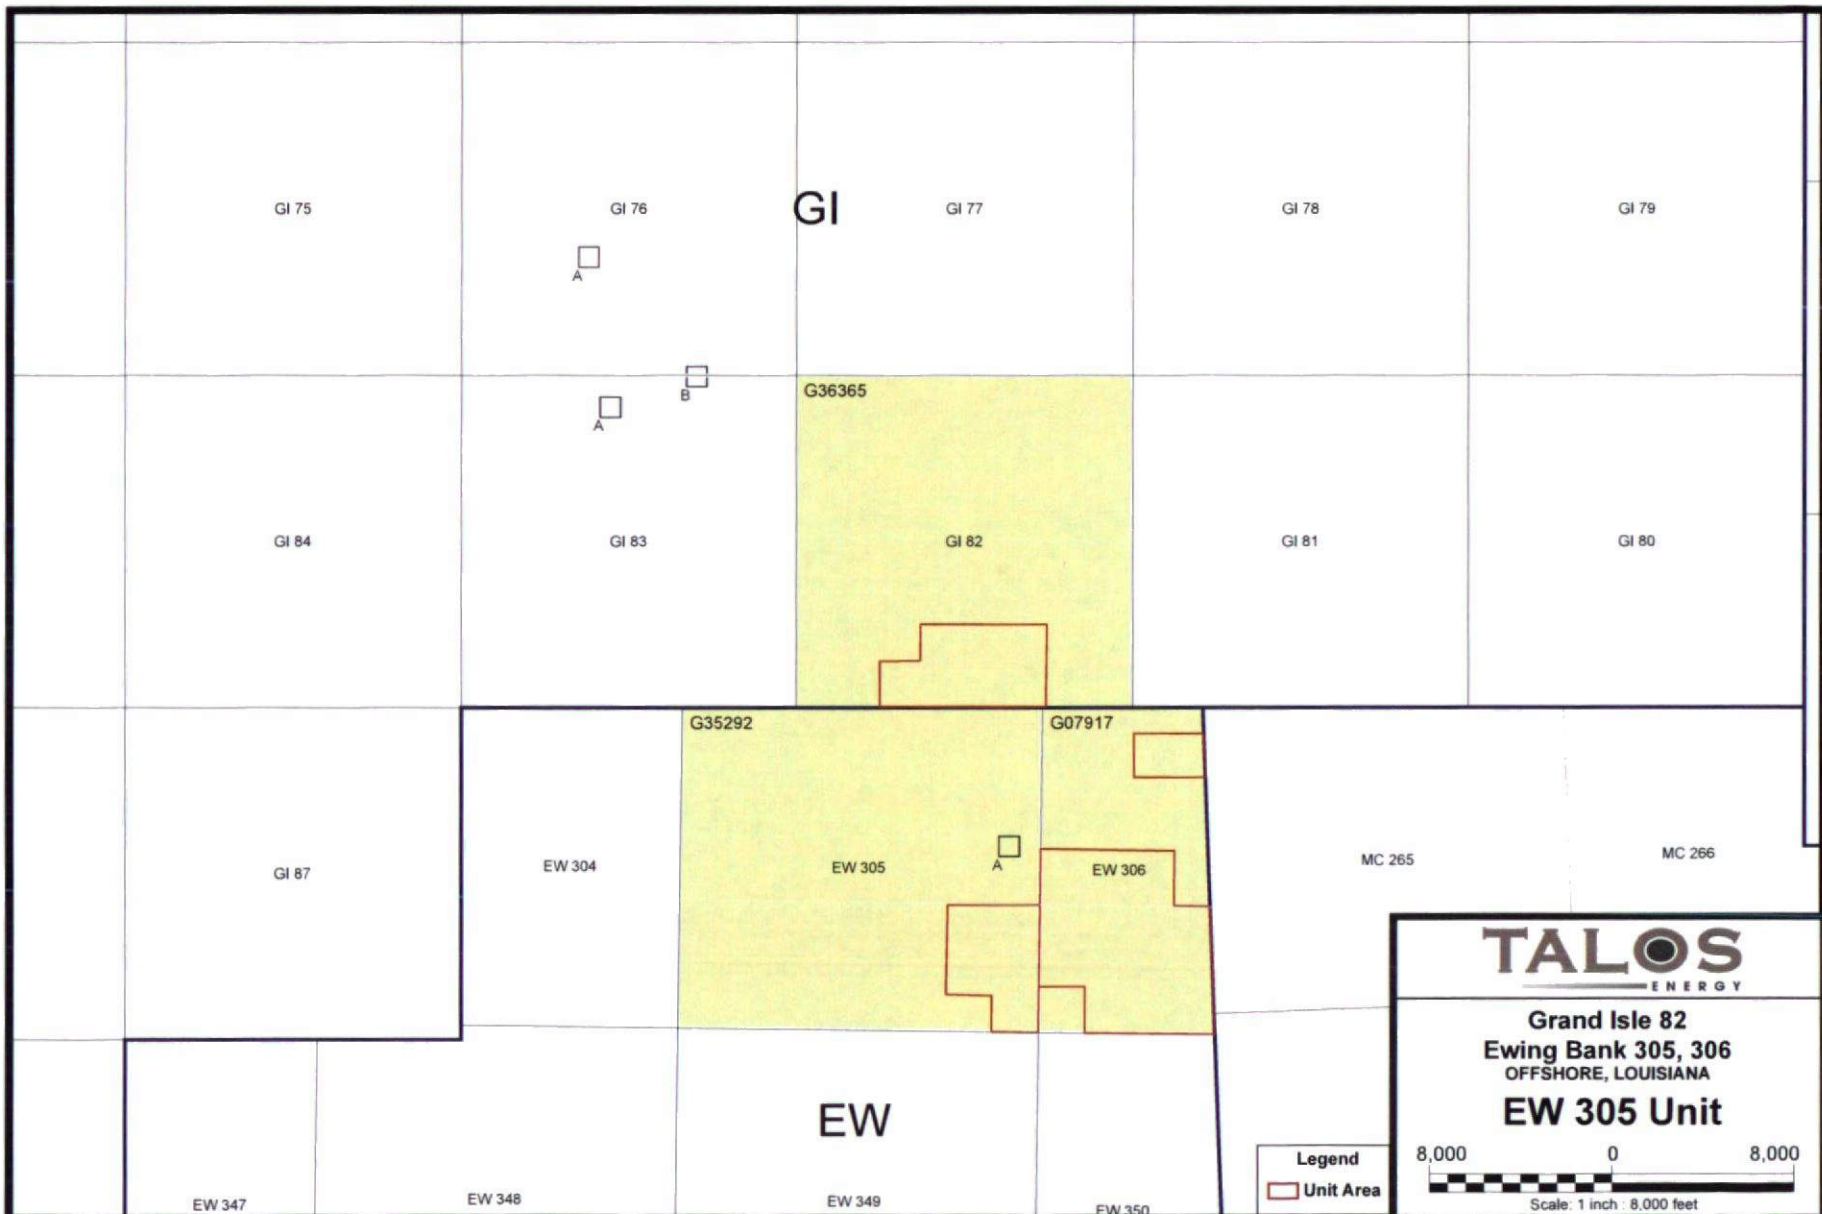 GI 75
GI 76
GI
GI 77
GI 78
GI 79
A
B
A
G36365
GI 84
GI 83
GI 82
GI 81
GI 80
G35292
G07917
GI 87
EW 304
EW 305
A
EW 306
MC 265
MC 266
TALOS
ENERGY
Grand Isle 82
Ewing Bank 305, 306
OFFSHORE, LOUISIANA
EW 305 Unit
8,000 0 8,000
Scale: 1 inch : 8,000 feet
EW
Legend
Unit Area
EW 347
EW 348
EW 349
EW 350